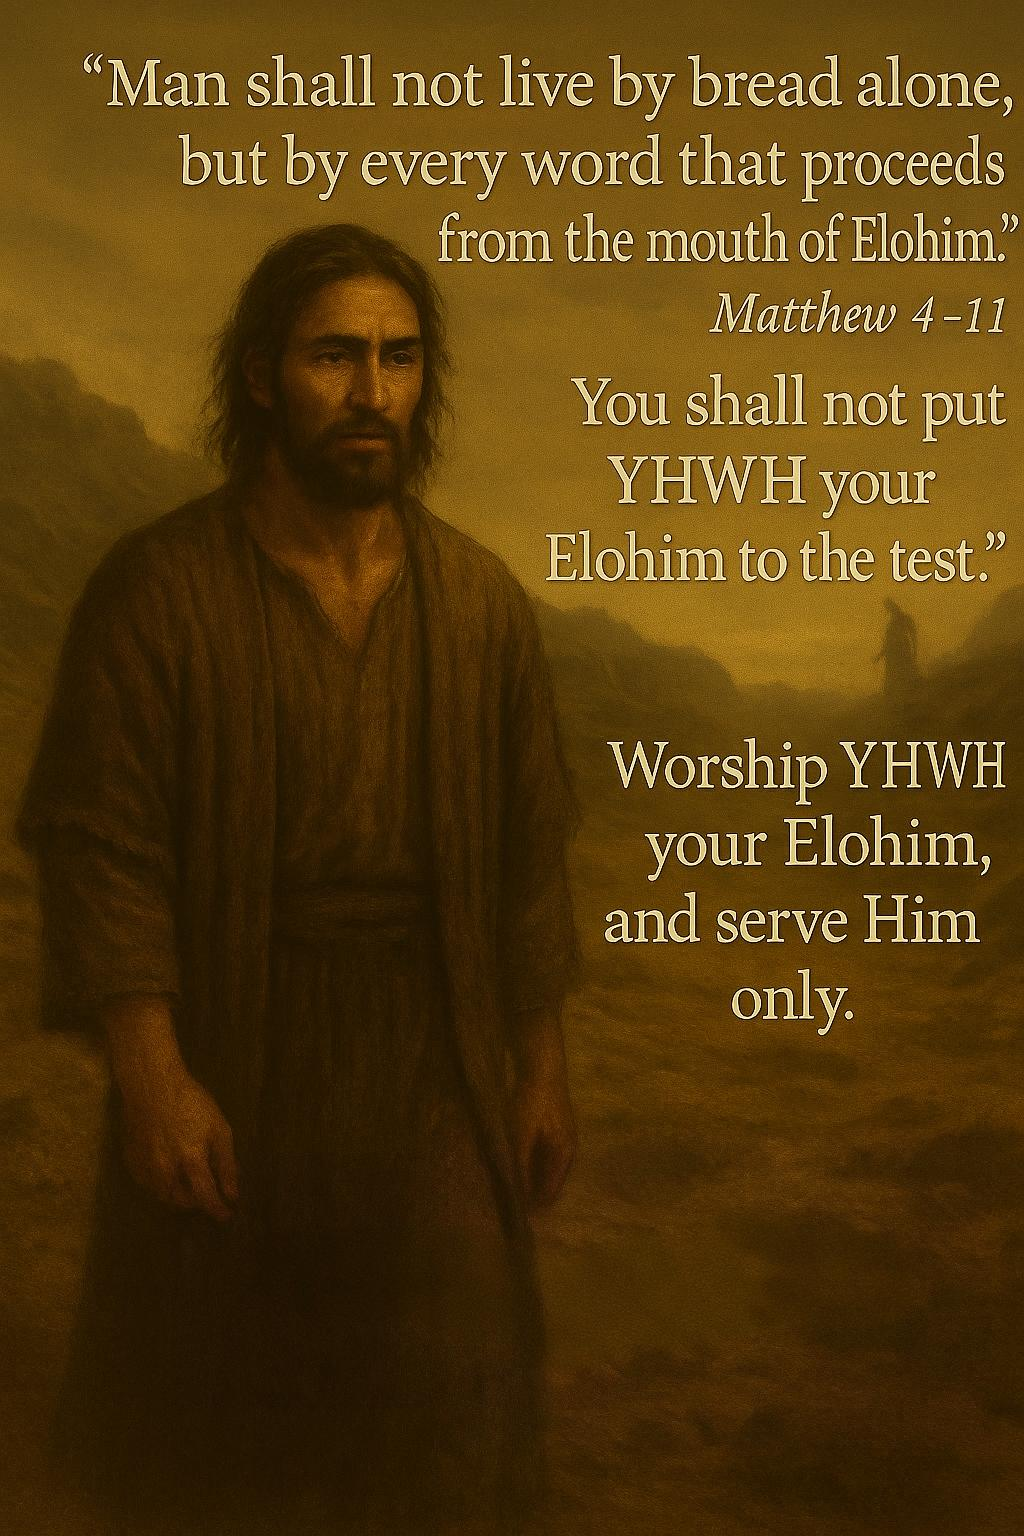 “Man shall not live by bread alone,
but by every word that proceeds
from the mouth of Elohim.”
Matthew 4–11
You shall not put
YHWH your
Elohim to the test.”
Worship YHWH
your Elohim,
and serve Him
only.